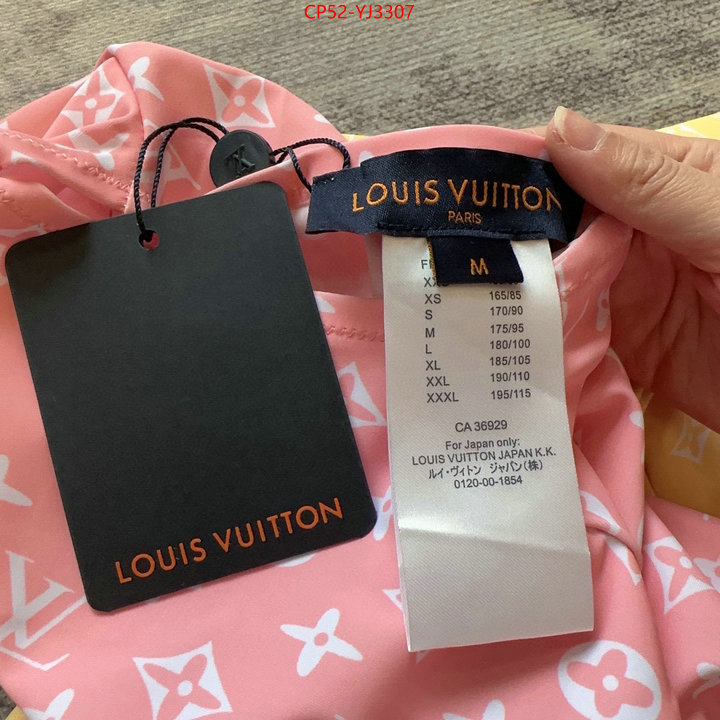 CP52-YJ3307
LOUIS VUITTON
PARIS
M
XS 165/85
S 170/90
M 175/95
L 180/100
XL 185/105
XXL 190/110
XXXL 195/115
CA 36929
For Japan only:
LOUIS VUITTON JAPAN K.K.
ルイ・ヴィトン ジャパン(株)
0120-00-1854
LOUIS VUITTON